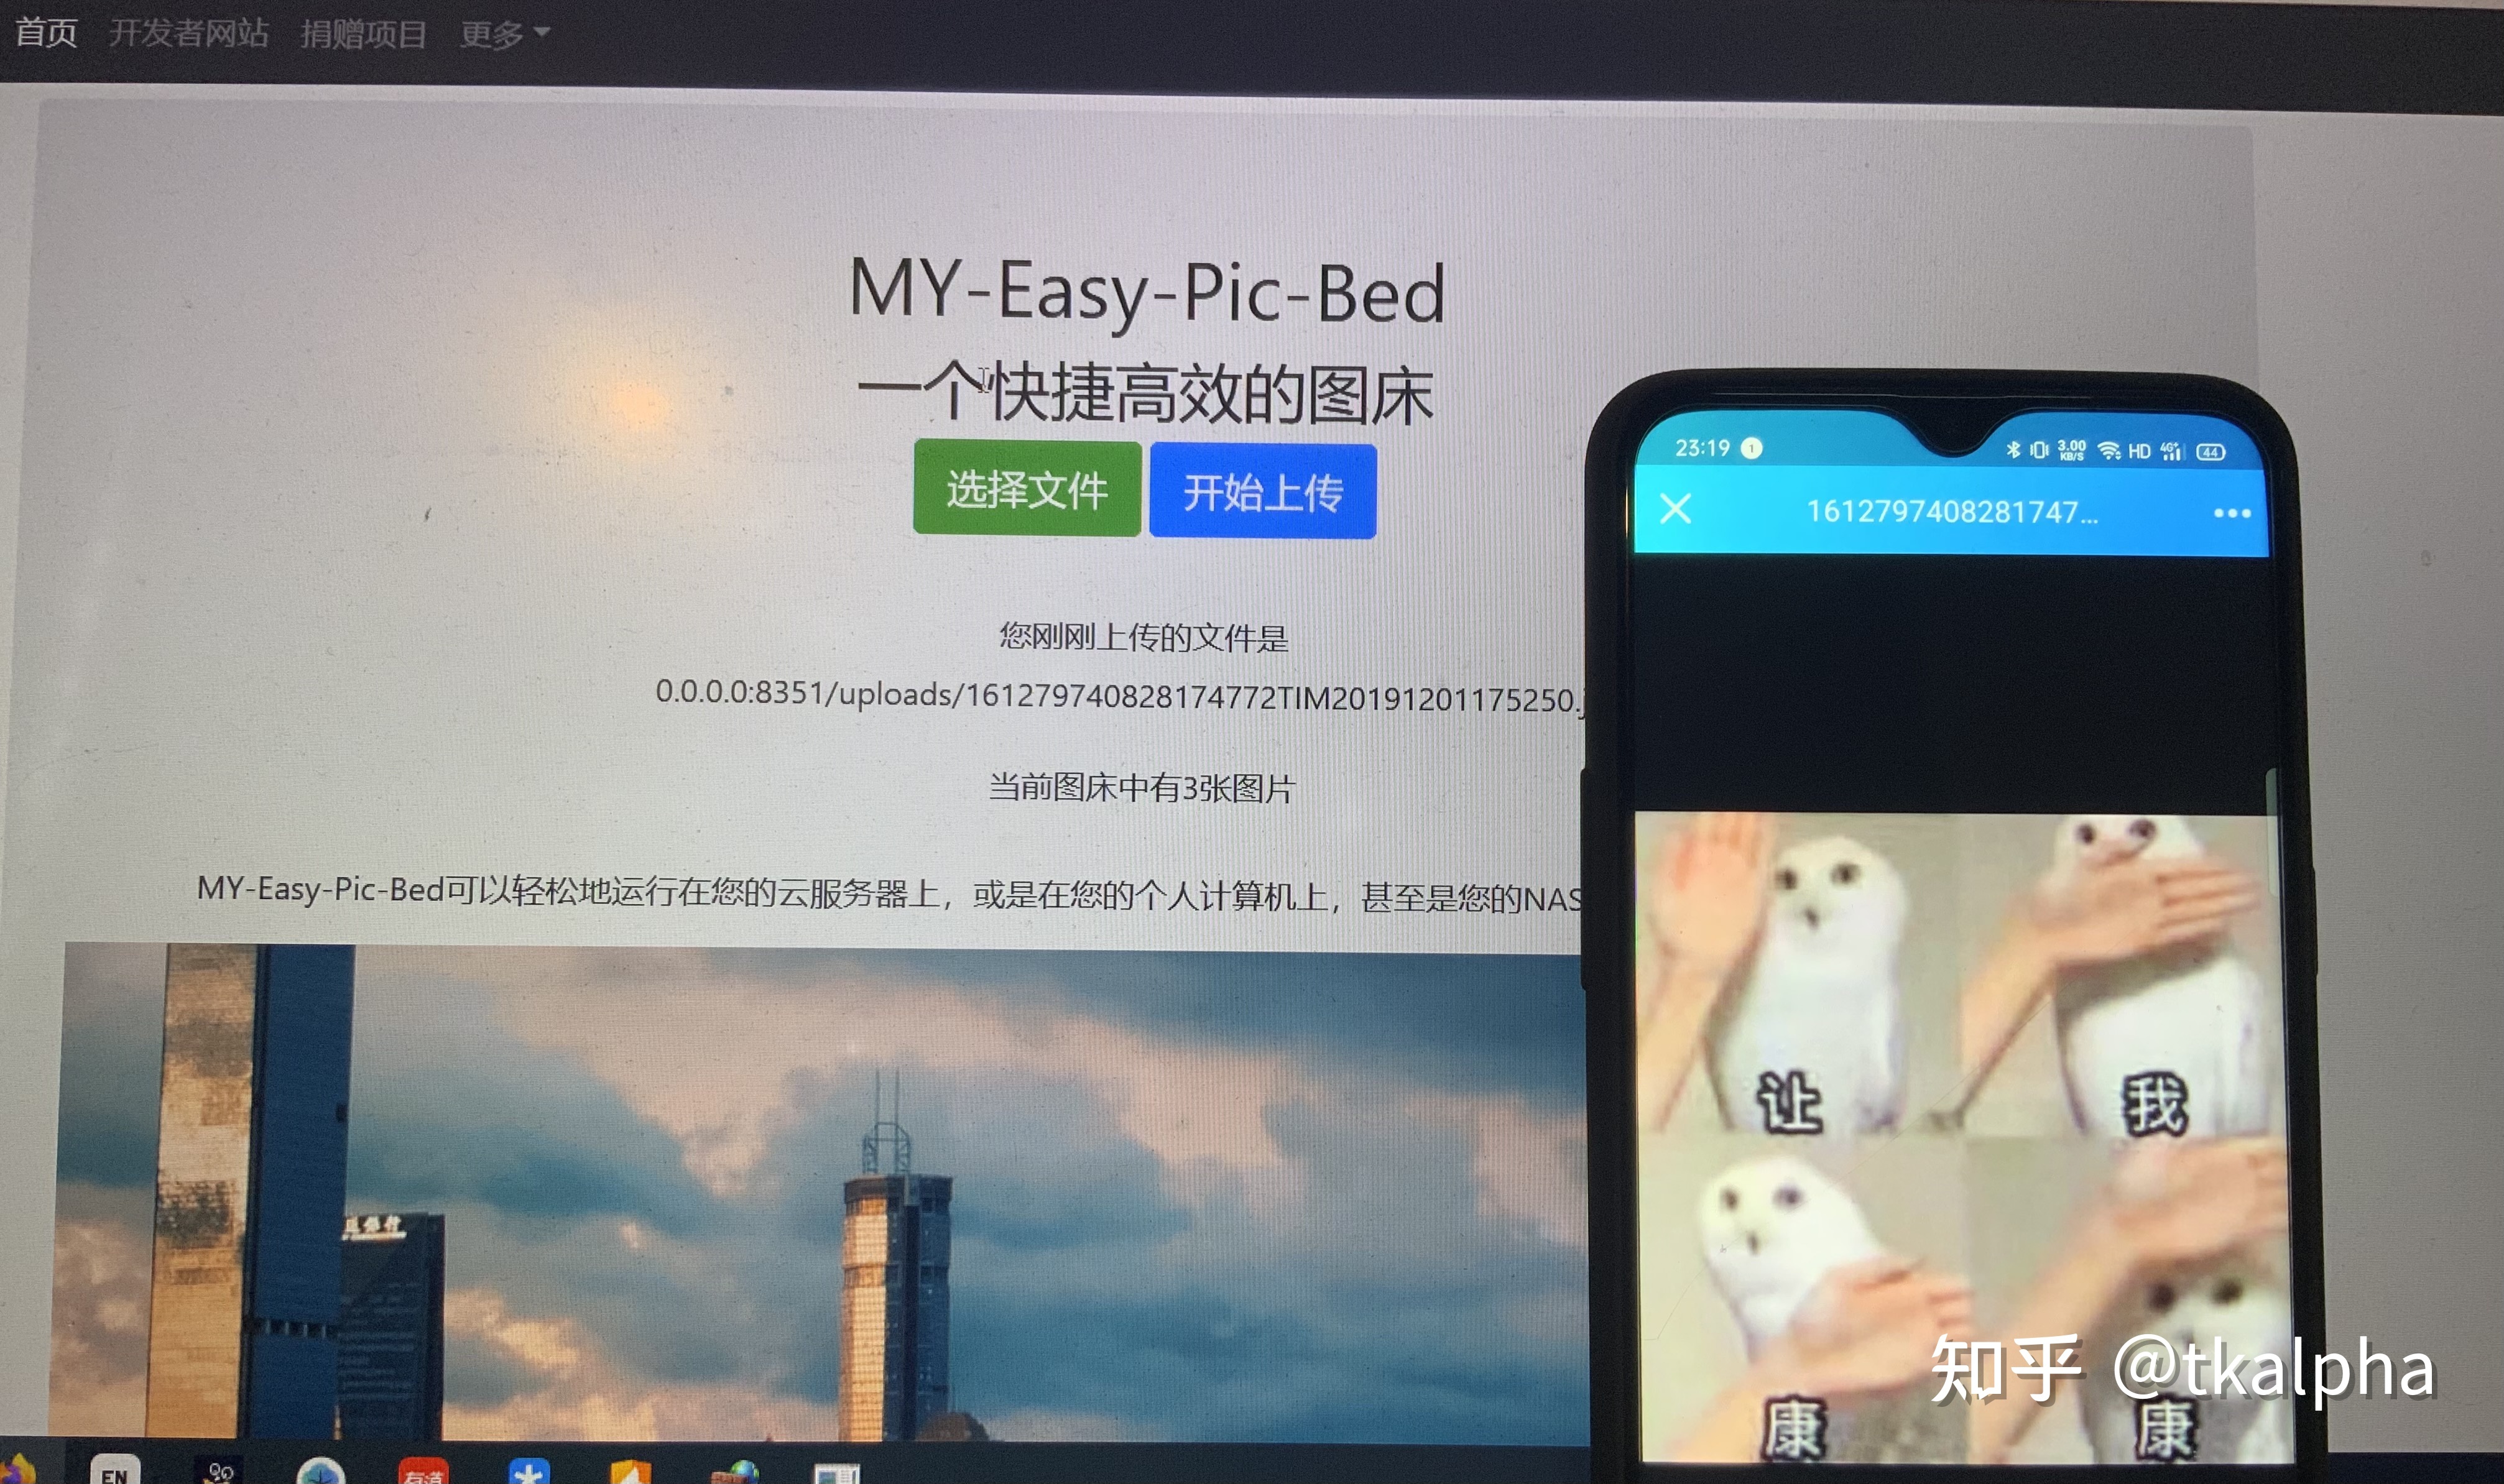 首页 开发者网站 捐赠项目 更多
MY-Easy-Pic-Bed
一个快捷高效的图床
选择文件 开始上传
您刚刚上传的文件是
0.0.0.0:8351/uploads/161279740828174772TIM20191201175250.j
当前图床中有3张图片
MY-Easy-Pic-Bed可以轻松地运行在您的云服务器上，或是在您的个人计算机上，甚至是您的NAS
EN
有道
23:19 1 3.00 KB/S HD 4G+ 44
1612797408281747...
让 我
康 康
知乎 @tkalpha